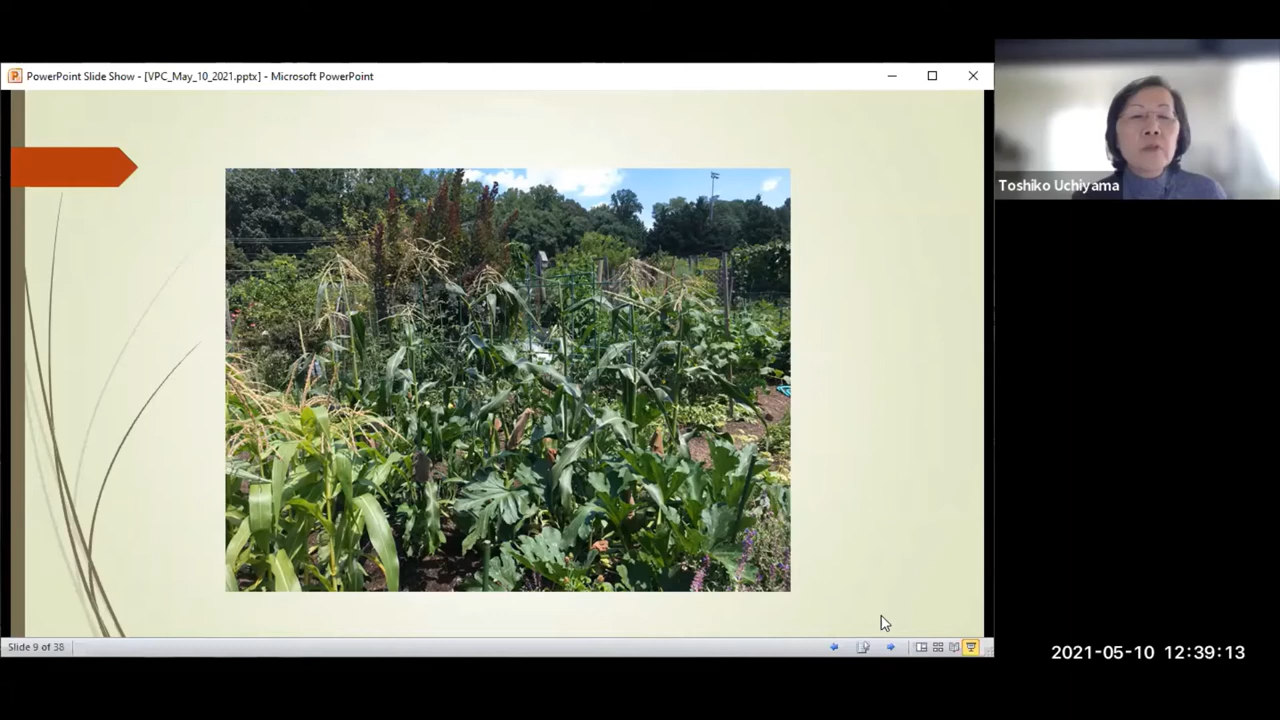 PowerPoint Slide Show - [VPC_May_10_2021.pptx] - Microsoft PowerPoint
Toshiko Uchiyama
Slide 9 of 38
2021-05-10 12:39:13